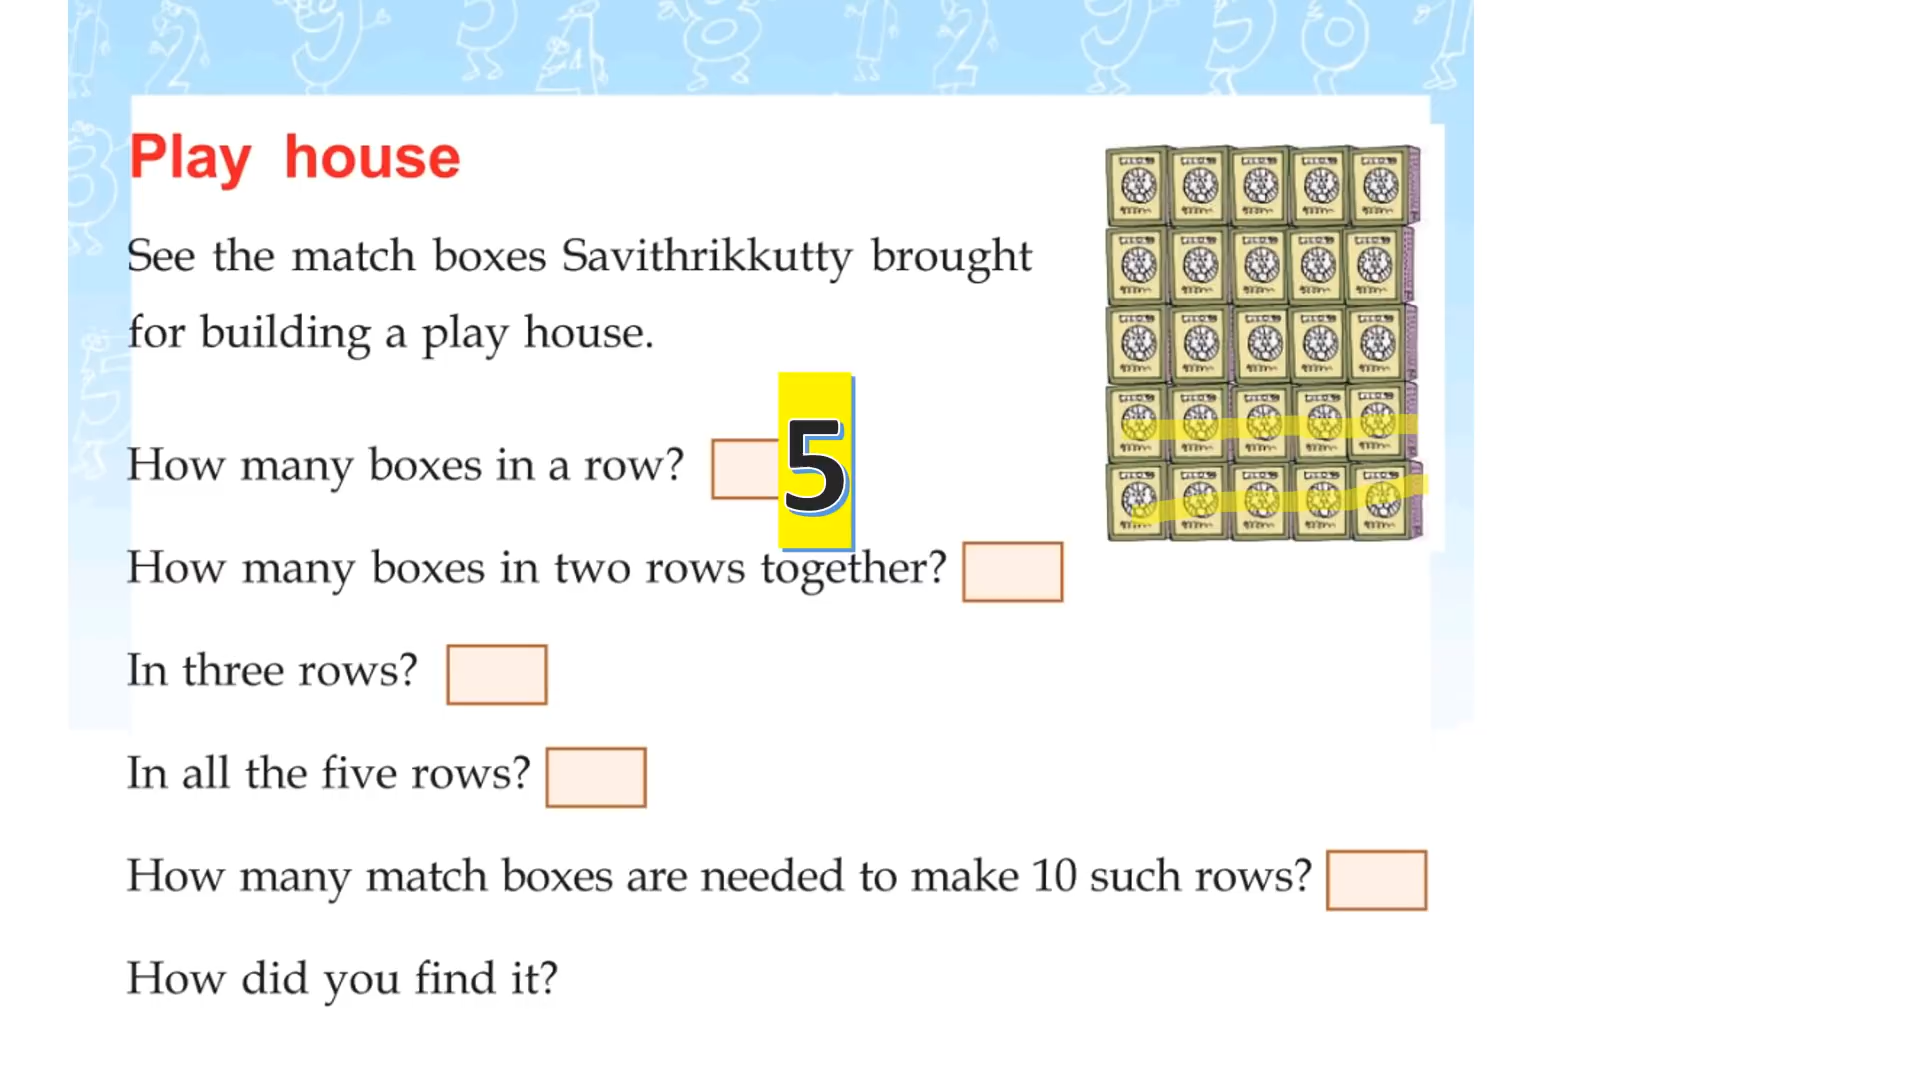 Play house
See the match boxes Savithrikkutty brought
for building a play house.
How many boxes in a row? 5
How many boxes in two rows together?
In three rows?
In all the five rows?
How many match boxes are needed to make 10 such rows?
How did you find it?